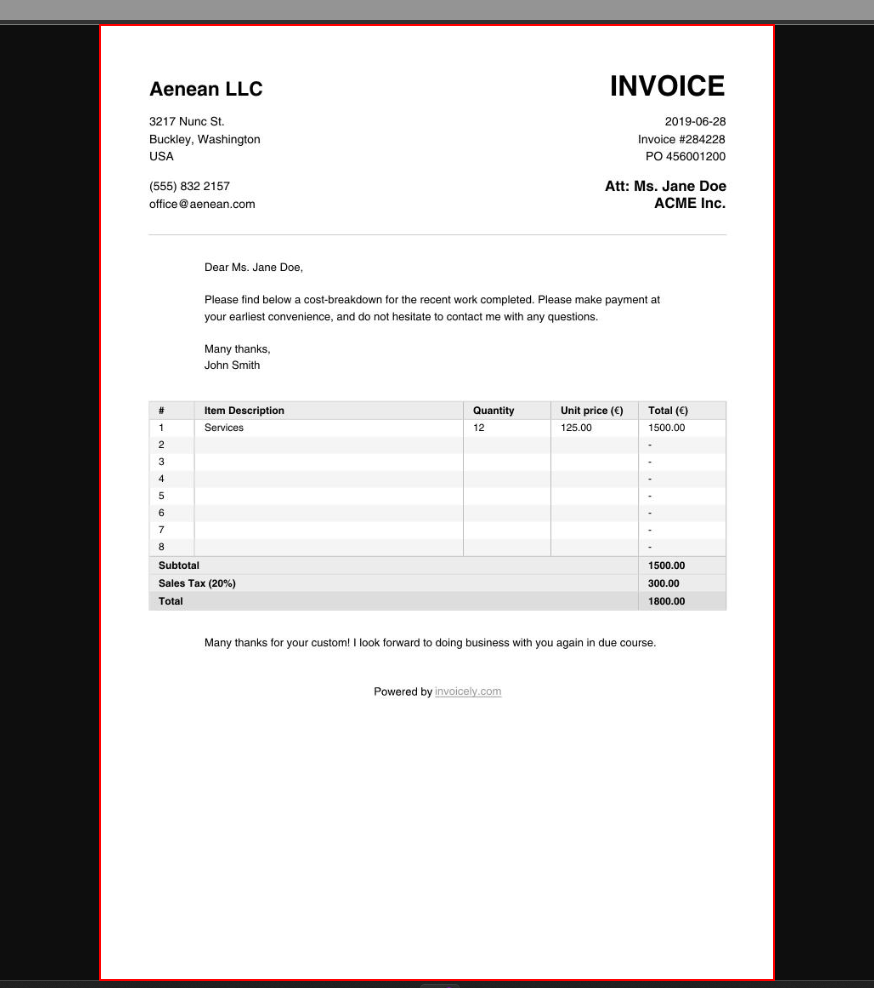 Aenean LLC
INVOICE
3217 Nunc St.
Buckley, Washington
USA
2019-06-28
Invoice #284228
PO 456001200
(555) 832 2157
office@aenean.com
Att: Ms. Jane Doe
ACME Inc.
Dear Ms. Jane Doe,
Please find below a cost-breakdown for the recent work completed. Please make payment at
your earliest convenience, and do not hesitate to contact me with any questions.
Many thanks,
John Smith
# Item Description Quantity Unit price (€) Total (€)
1 Services 12 125.00 1500.00
2 -
3 -
4 -
5 -
6 -
7 -
8 -
Subtotal 1500.00
Sales Tax (20%) 300.00
Total 1800.00
Many thanks for your custom! I look forward to doing business with you again in due course.
Powered by invoicely.com